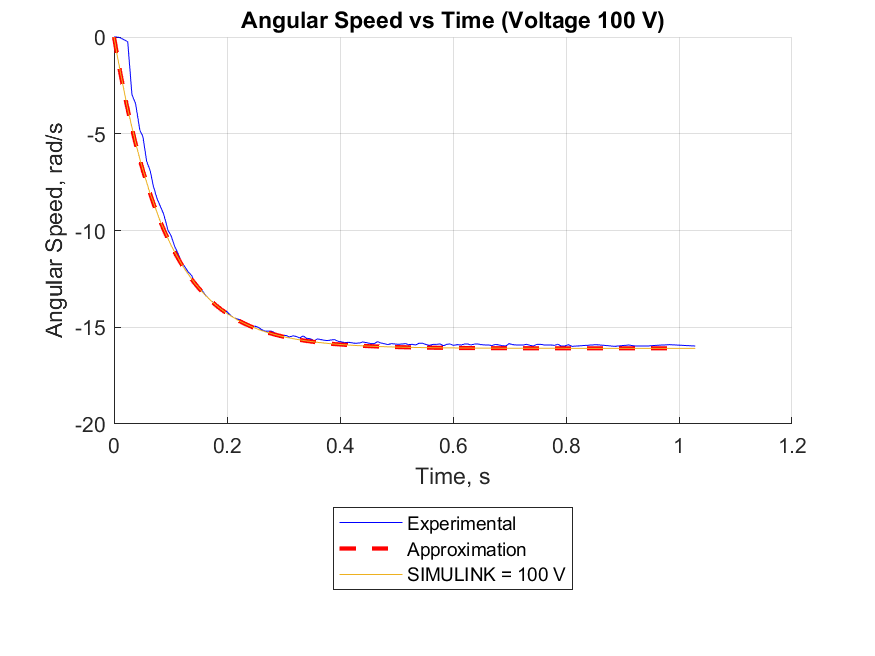 Angular Speed vs Time (Voltage 100 V)
0
-5
-10
-15
-20
Angular Speed, rad/s
0 0.2 0.4 0.6 0.8 1 1.2
Time, s
Experimental
Approximation
SIMULINK = 100 V